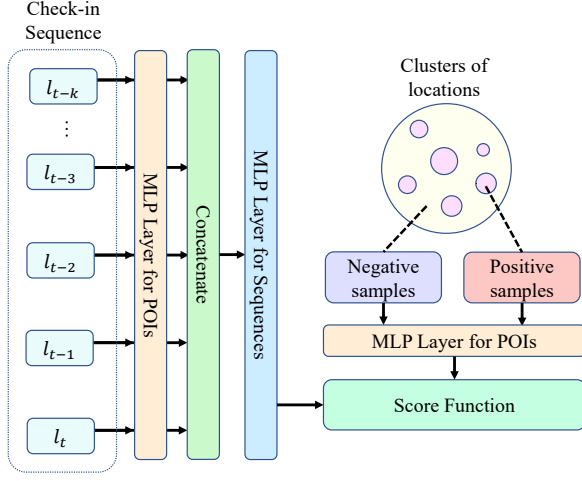 Check-in
Sequence
l_{t-k}
⋮
l_{t-3}
l_{t-2}
l_{t-1}
l_t
MLP Layer for POIs
Concatenate
MLP Layer for Sequences
Clusters of
locations
Negative
samples
Positive
samples
MLP Layer for POIs
Score Function